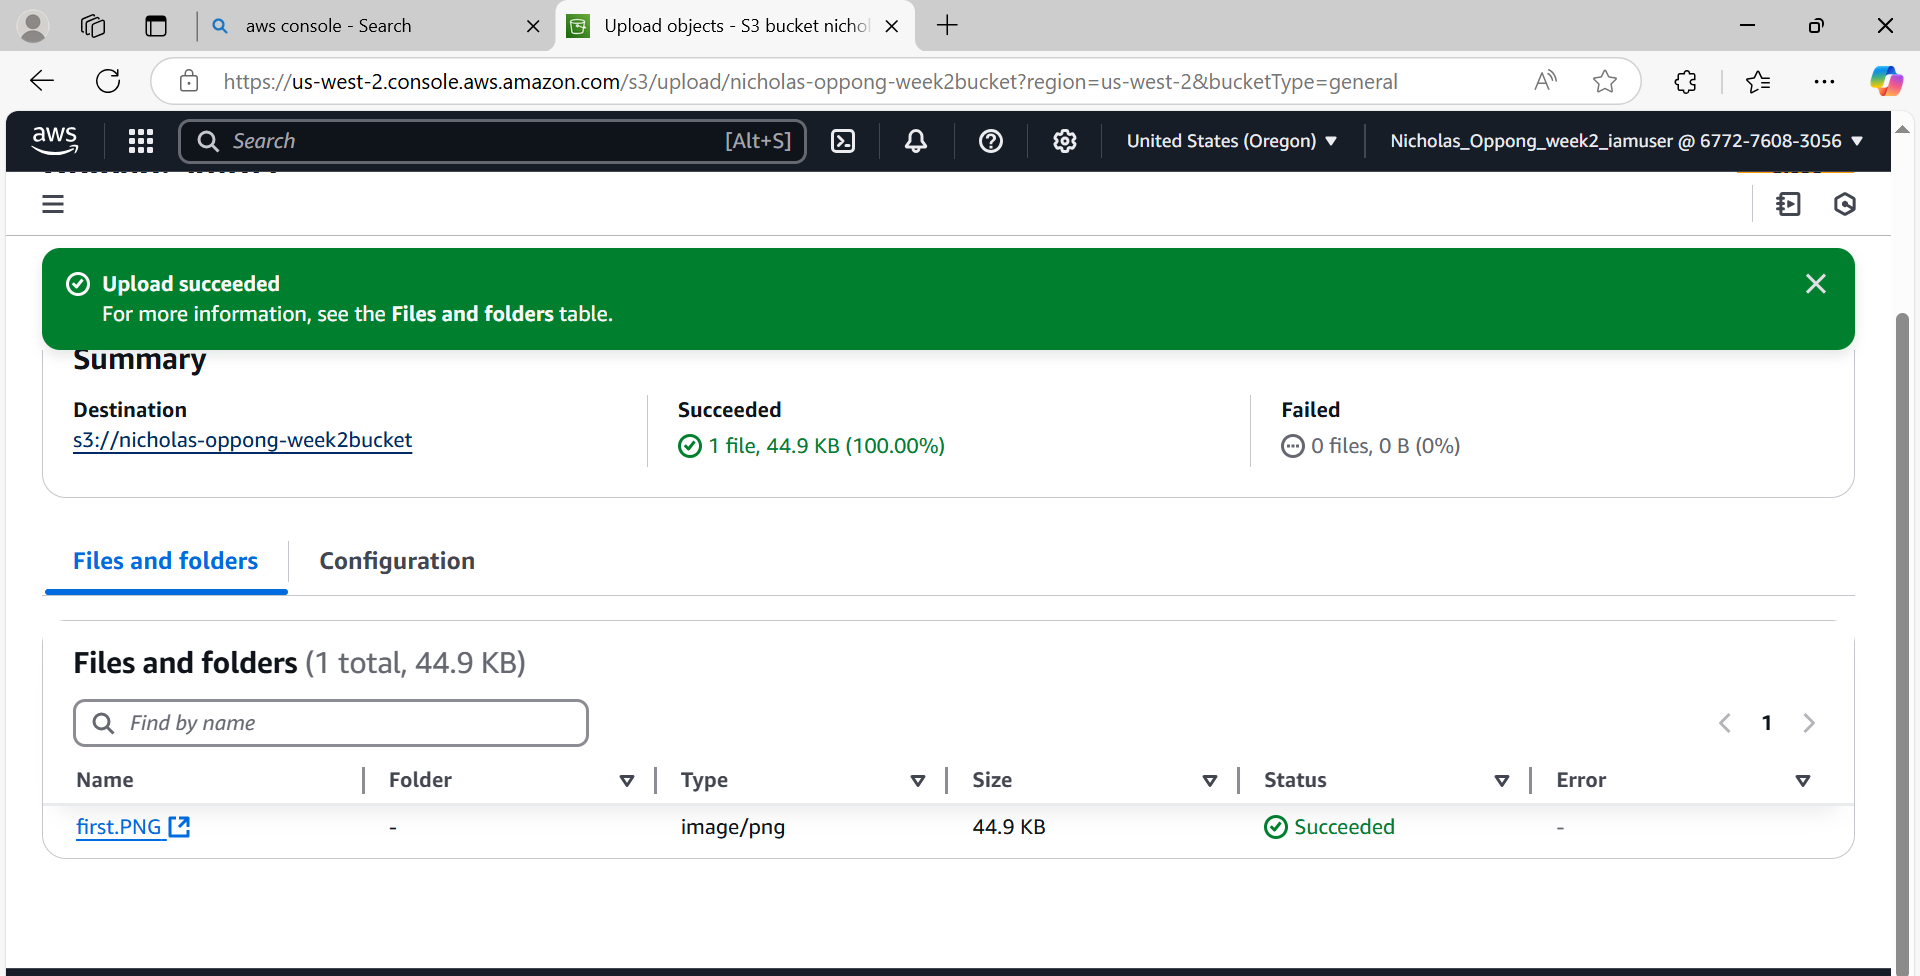 aws console - Search
Upload objects - S3 bucket nichol
https://us-west-2.console.aws.amazon.com/s3/upload/nicholas-oppong-week2bucket?region=us-west-2&bucketType=general
aws
Search [Alt+S]
United States (Oregon)
Nicholas_Oppong_week2_iamuser @ 6772-7608-3056
Upload succeeded
For more information, see the Files and folders table.
Summary
Destination
s3://nicholas-oppong-week2bucket
Succeeded
1 file, 44.9 KB (100.00%)
Failed
0 files, 0 B (0%)
Files and folders
Configuration
Files and folders (1 total, 44.9 KB)
Find by name
1
Name Folder Type Size Status Error
first.PNG - image/png 44.9 KB Succeeded -